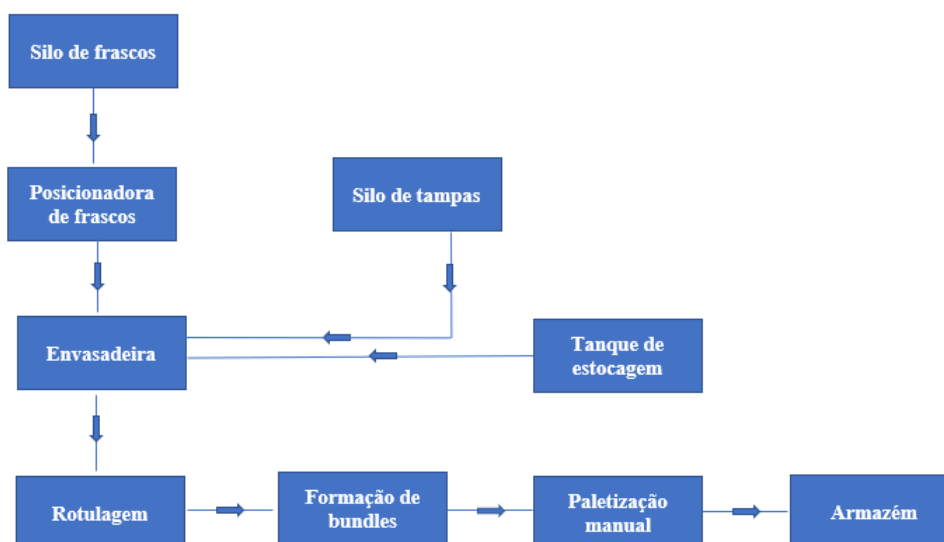 Silo de frascos
Posicionadora
de frascos
Silo de tampas
Envasadeira
Tanque de
estocagem
Rotulagem
Formação de
bundles
Paletização
manual
Armazém